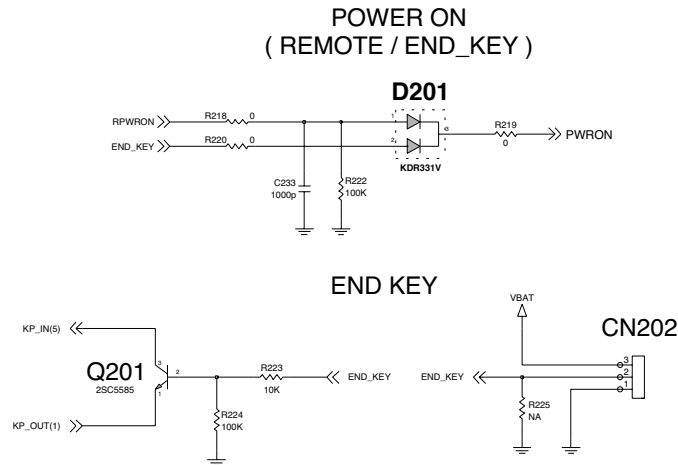 POWER ON
( REMOTE / END_KEY )
D201
RPWRON R218 0 1
END_KEY R220 0 2
3 R219 0 PWRON
KDR331V
C233
1000p
R222
100K
END KEY
VBAT
CN202
KP_IN(5)
3
Q201
2SC5585
2
1
R223
10K
END_KEY
END_KEY
3
2
1
R224
100K
R225
NA
KP_OUT(1)